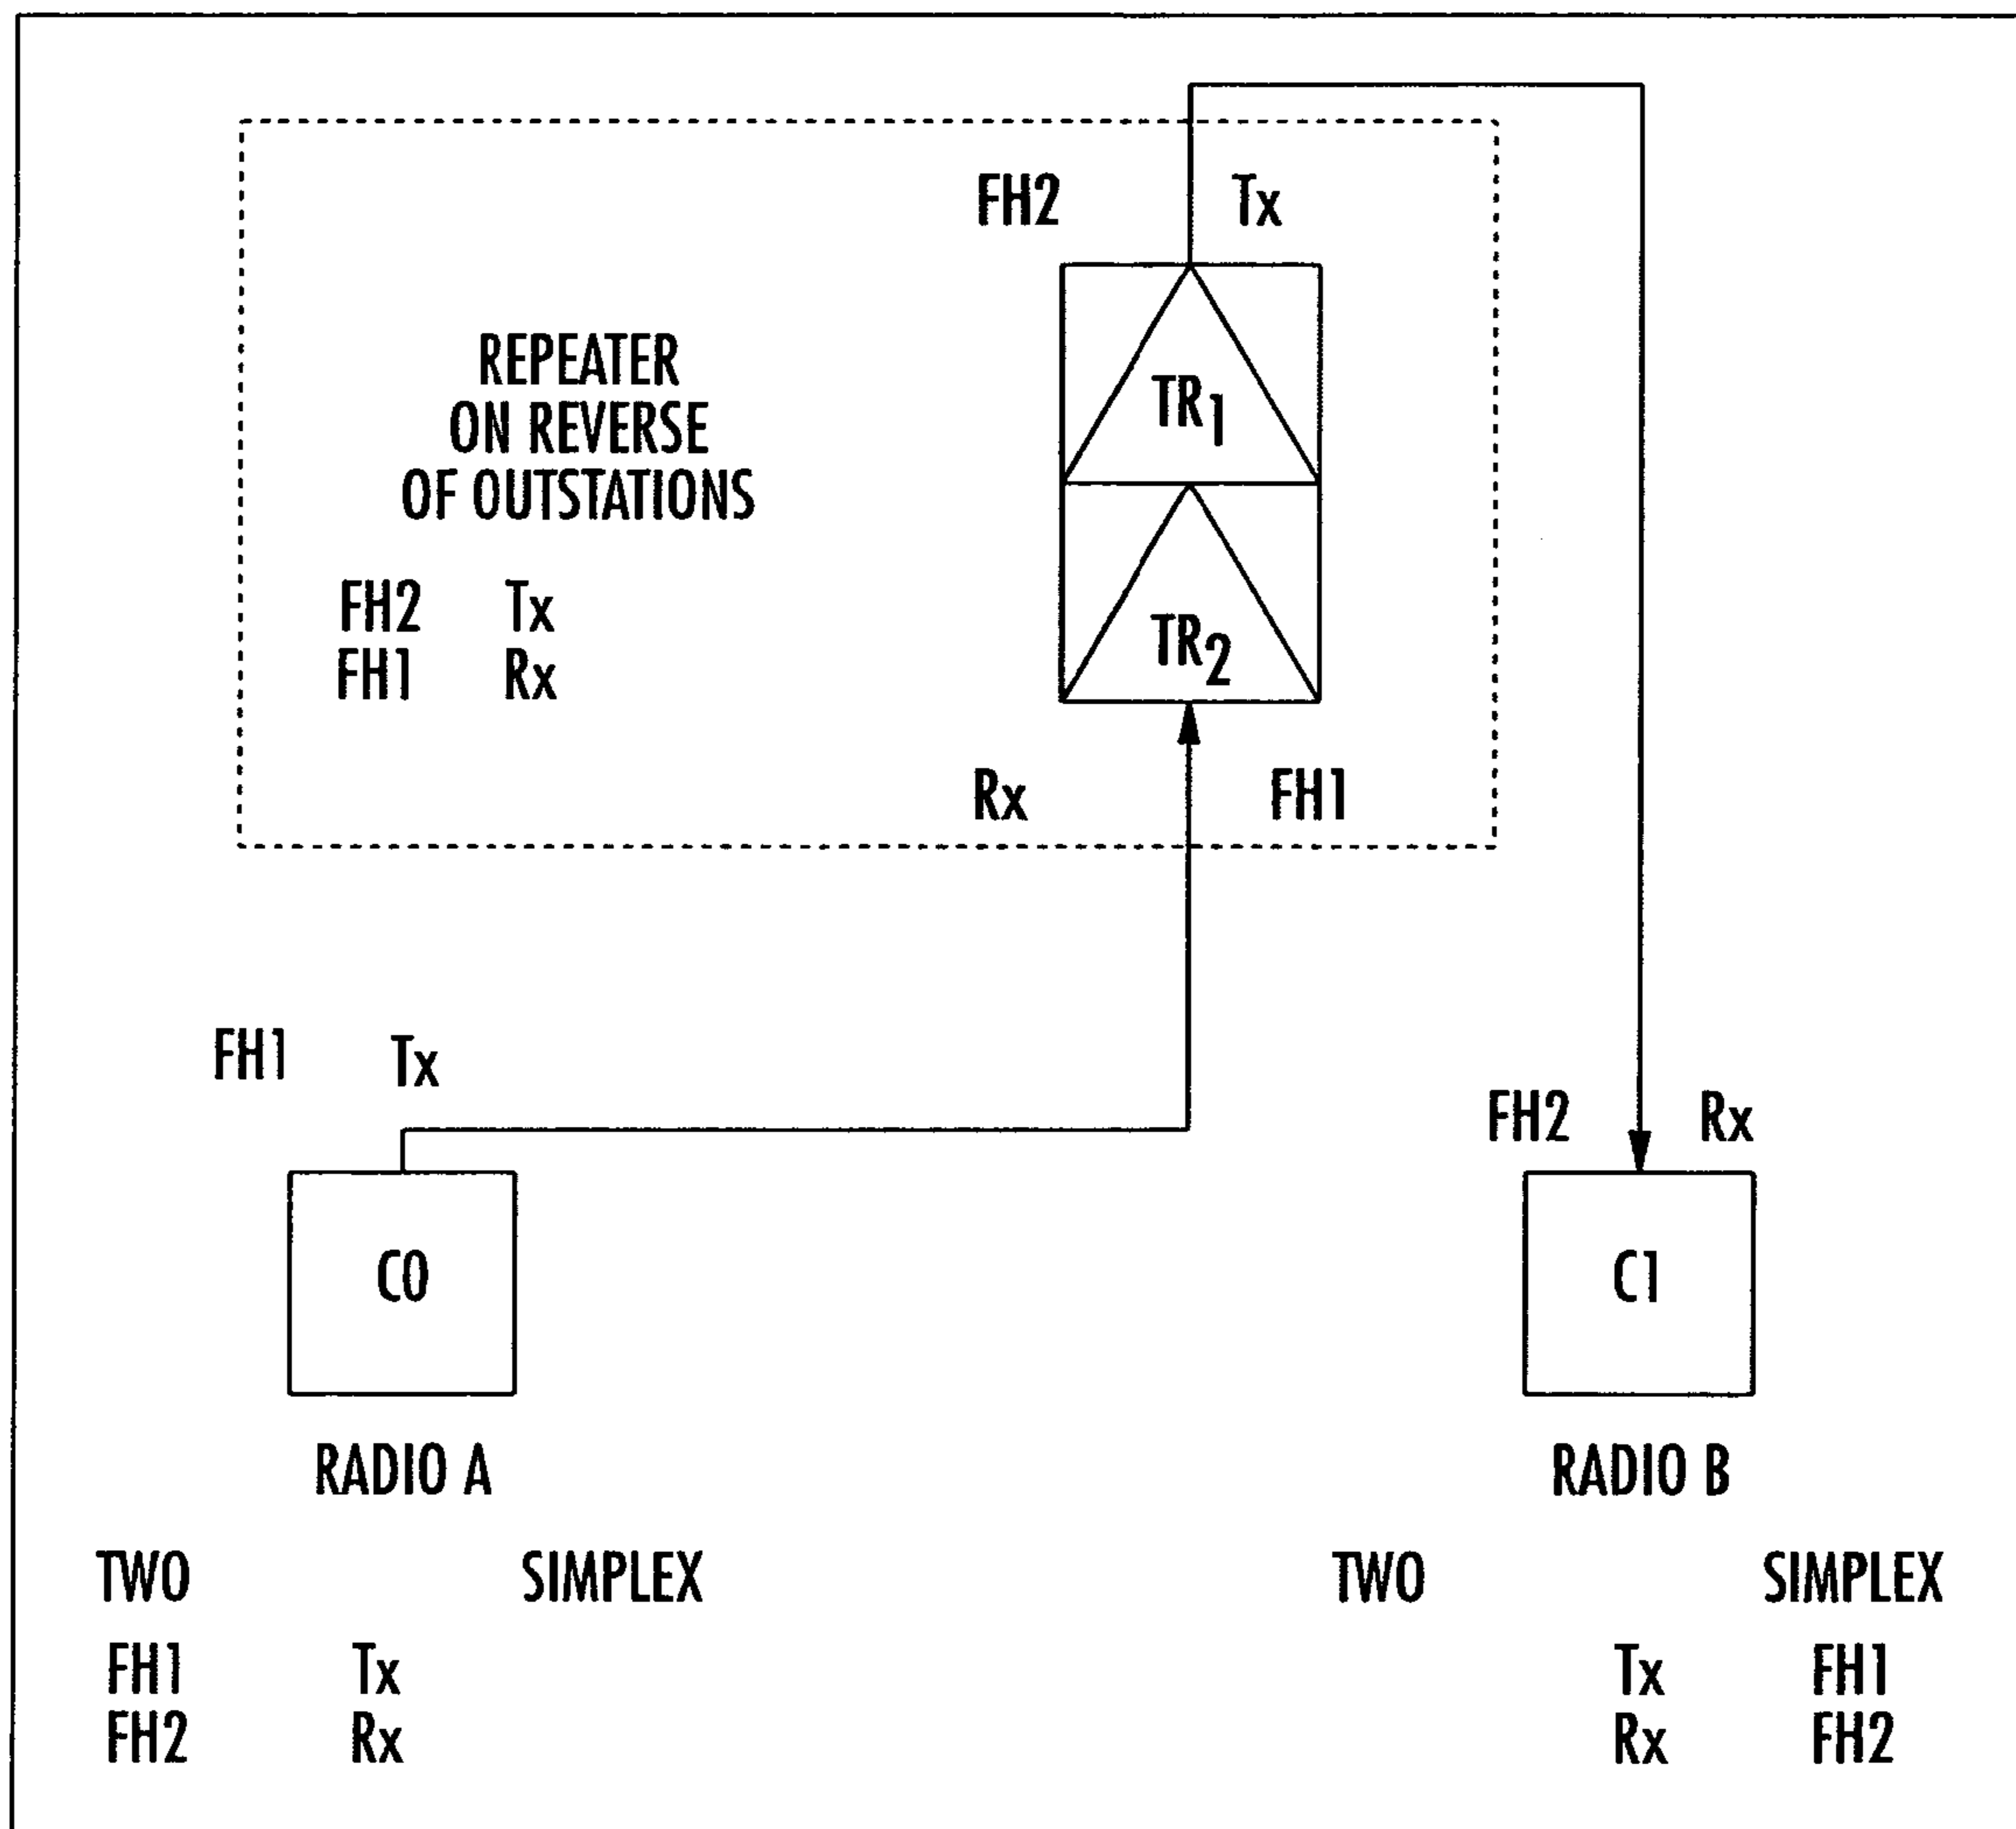 FH2 Tx
REPEATER
ON REVERSE
OF OUTSTATIONS
TR1
FH2 Tx
FH1 Rx
TR2
Rx FH1
FH1 Tx
FH2 Rx
C0
C1
RADIO A
RADIO B
TWO SIMPLEX
TWO SIMPLEX
FH1 Tx
FH2 Rx
Tx FH1
Rx FH2